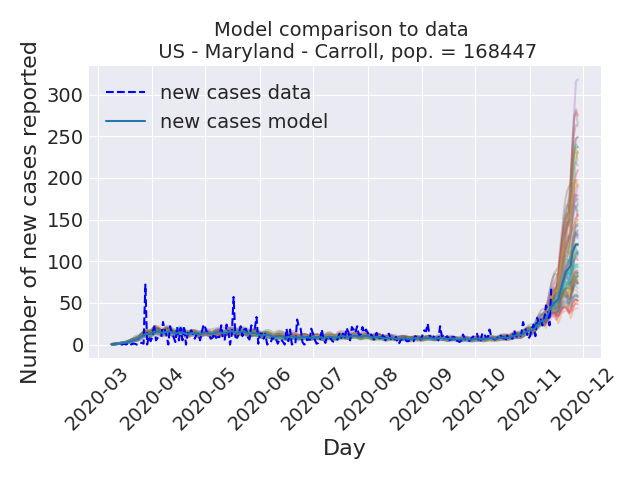 Model comparison to data
US - Maryland - Carroll, pop. = 168447
new cases data
new cases model
Number of new cases reported
300
250
200
150
100
50
0
2020-03
2020-04
2020-05
2020-06
2020-07
2020-08
2020-09
2020-10
2020-11
2020-12
Day